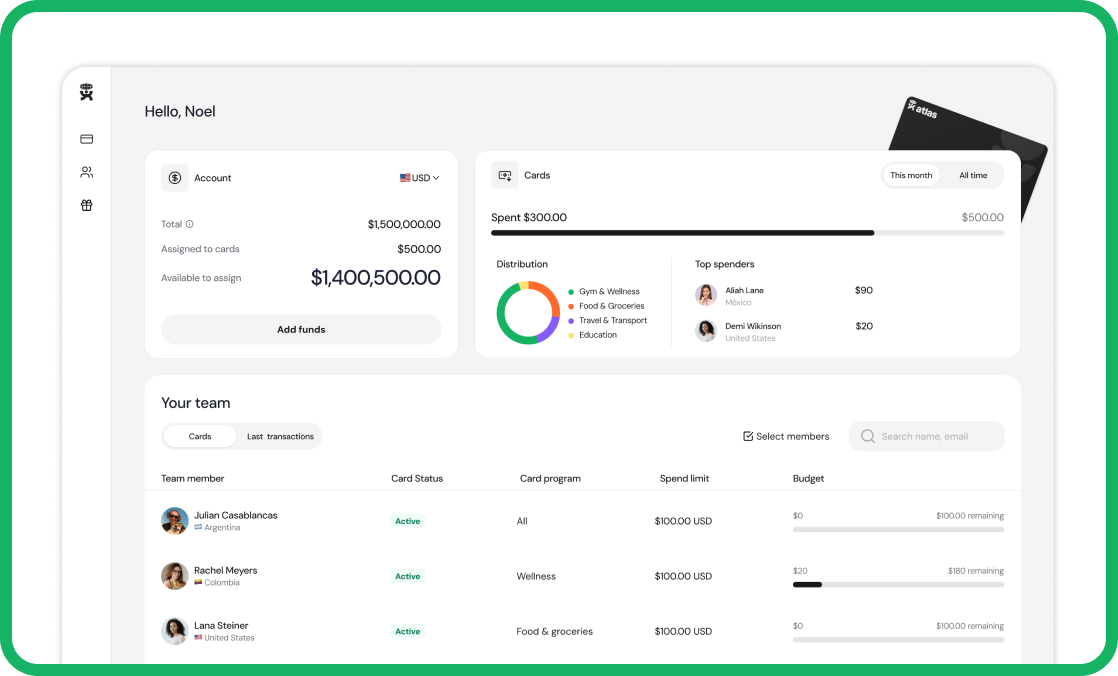 Hello, Noel
atlas
Account
USD
Total
$1,500,000.00
Assigned to cards
$500.00
Available to assign
$1,400,500.00
Add funds
Cards
This month
All time
Spent $300.00
$500.00
Distribution
Gym & Wellness
Food & Groceries
Travel & Transport
Education
Top spenders
Aliah Lane
$90
México
Demi Wikinson
$20
United States
Your team
Cards
Last transactions
Select members
Search name, email
Team member
Card Status
Card program
Spend limit
Budget
Julian Casablancas
Argentina
Active
All
$100.00 USD
$0
$100.00 remaining
Rachel Meyers
Colombia
Active
Wellness
$100.00 USD
$20
$180 remaining
Lana Steiner
United States
Active
Food & groceries
$100.00 USD
$0
$100.00 remaining